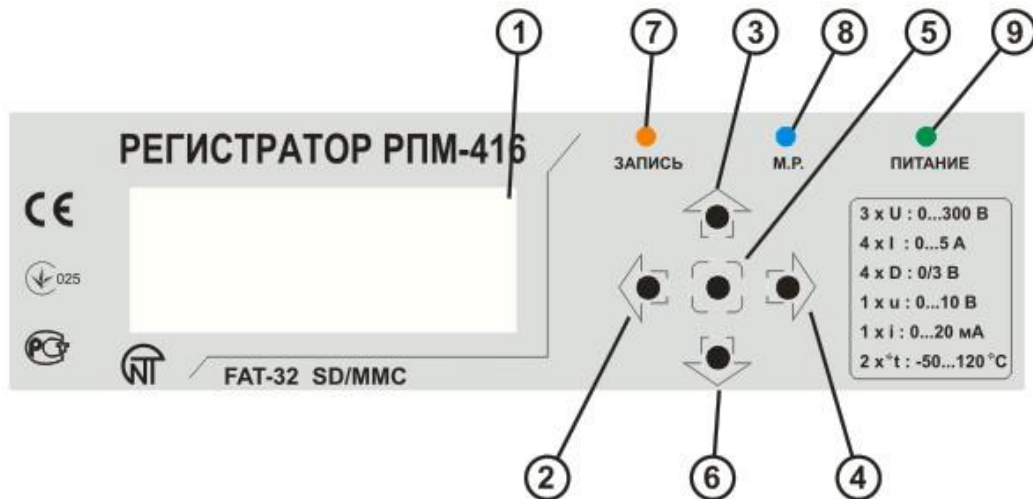 1 7 3 8 5 9
РЕГИСТРАТОР РПМ-416
ЗАПИСЬ
М.Р.
ПИТАНИЕ
CE
025
РСТ
NT
FAT-32 SD/MMC
3 x U : 0...300 В
4 x I : 0...5 А
4 x D : 0/3 В
1 x u : 0...10 В
1 x i : 0...20 мА
2 x°t : -50...120 °С
2 6 4